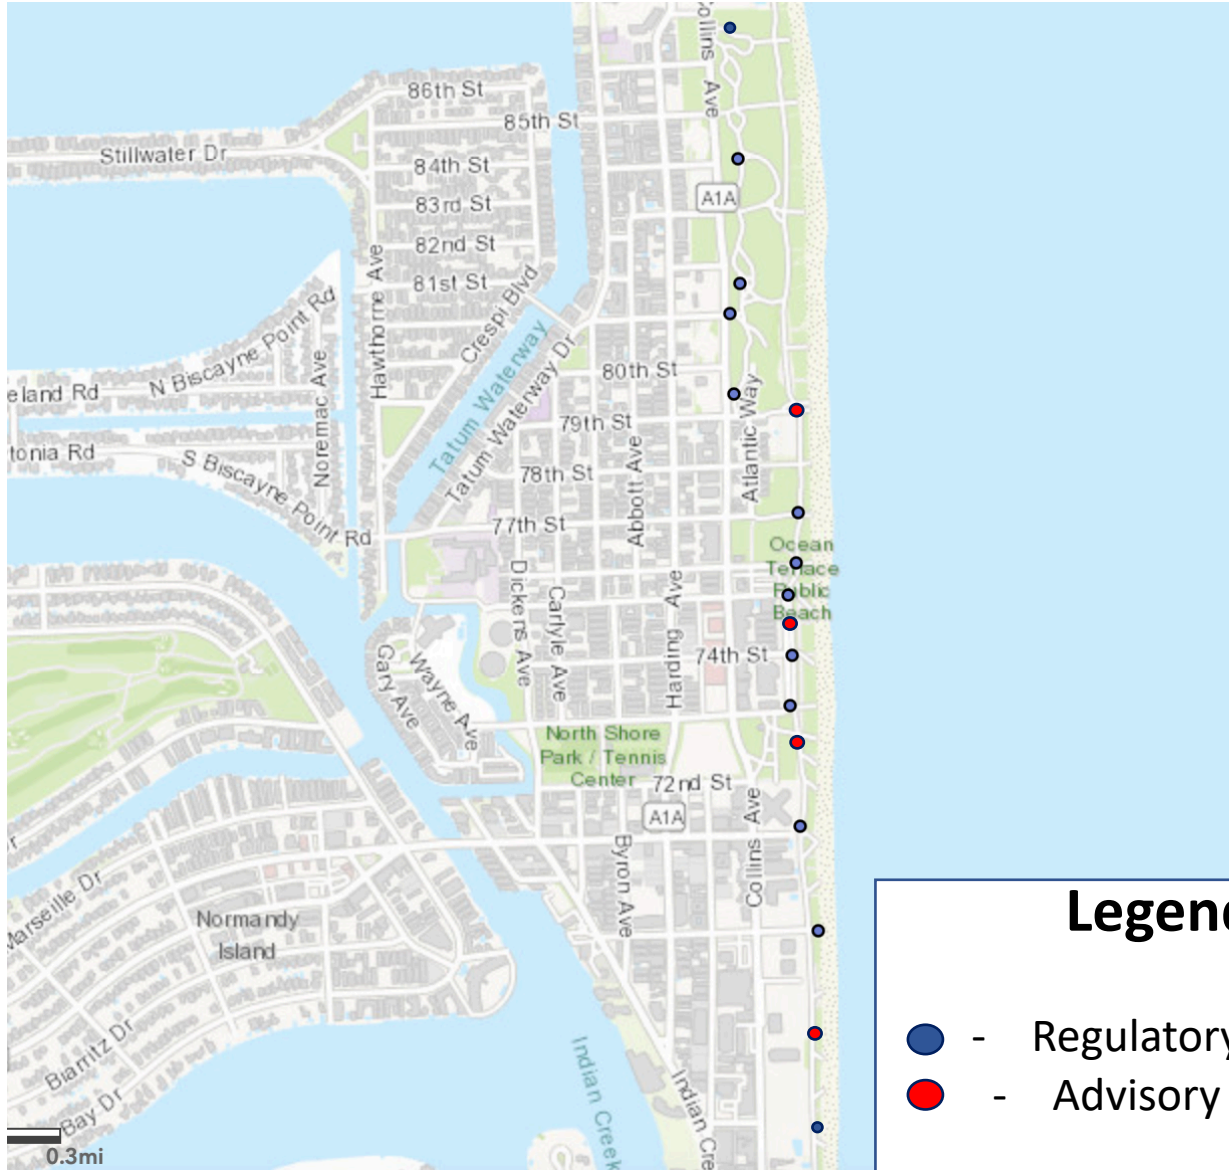 Collins Ave
86th St
85th St
Stillwater Dr
84th St
A1A
83rd St
82nd St
81st St
Hawthorne Ave
Crespi Blvd
N Biscayne Point Rd
Tatum Waterway
Tatum Waterway Dr
Noremac Ave
80th St
eland Rd
Atlantic Way
79th St
Abbott Ave
tonia Rd
S Biscayne Point Rd
78th St
77th St
Ocean
Terrace
Public
Beach
Dickens Ave
Carlyle Ave
Harding Ave
74th St
Gary Ave
Wayne Ave
North Shore
Park / Tennis
Center
72nd St
A1A
Collins Ave
Byron Ave
r
Marseille Dr
Normandy
Island
Legen
- Regulatory
- Advisory
Biarritz Dr
Bay Dr
Indian Creek
Indian Cre
0.3mi